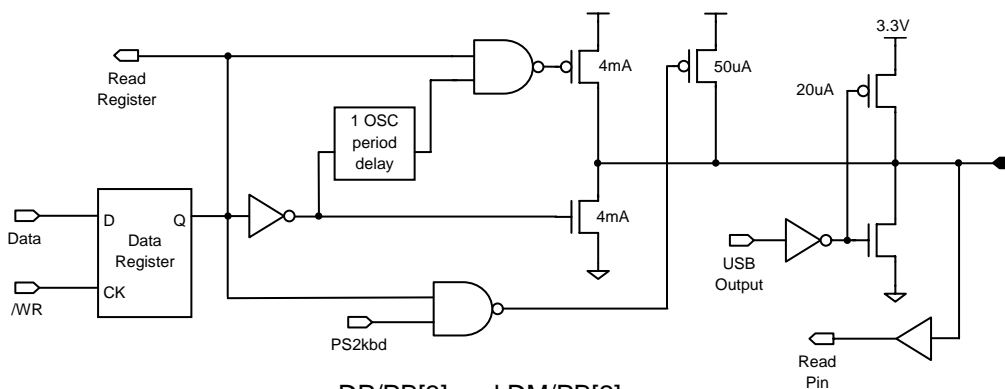 3.3V
4mA
50uA
20uA
Read
Register
1 OSC
period
delay
D
Q
Data
Data
Register
4mA
/WR
CK
USB
Output
PS2kbd
Read
Pin